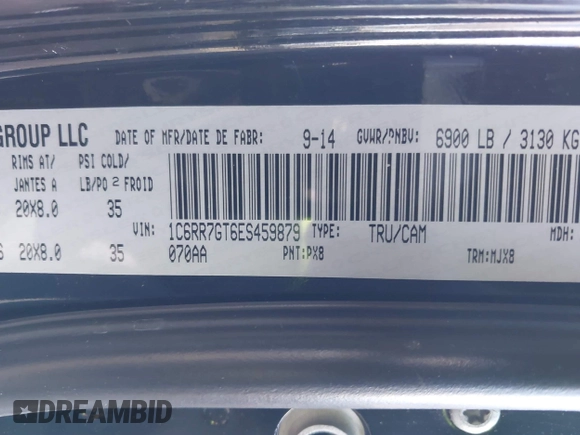 GROUP LLC DATE OF MFR/DATE DE FABR: 9-14 GVWR/PNBV: 6900 LB / 3130 KG
RIMS AT/ PSI COLD/
JANTES A LB/PO 2 FROID
20X8.0 35
VIN: 1C6RR7GT6ES459879 TYPE: TRU/CAM MDH:
20X8.0 35 070AA PNT:PX8 TRM:MJX8
DREAMBID